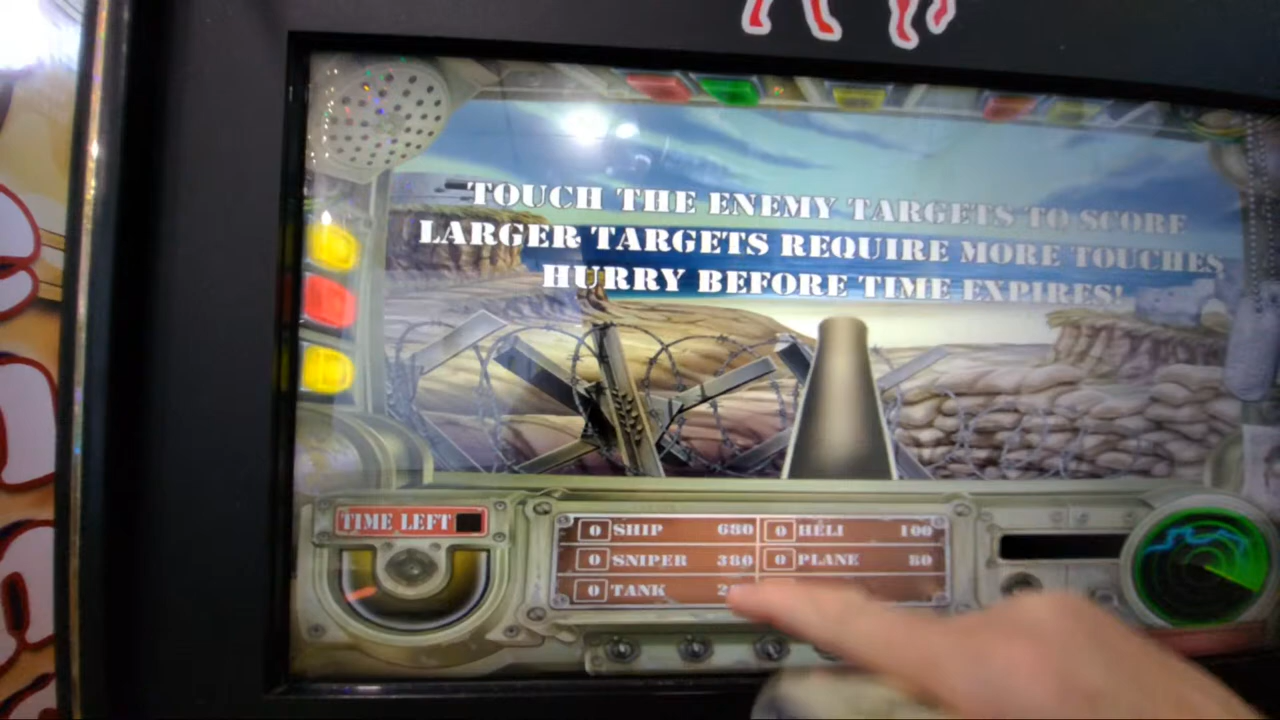 TOUCH THE ENEMY TARGETS TO SCORE
LARGER TARGETS REQUIRE MORE TOUCHES
HURRY BEFORE TIME EXPIRES!
TIME LEFT
0 SHIP 680 0 HELI 100
0 SNIPER 380 0 PLANE 80
0 TANK